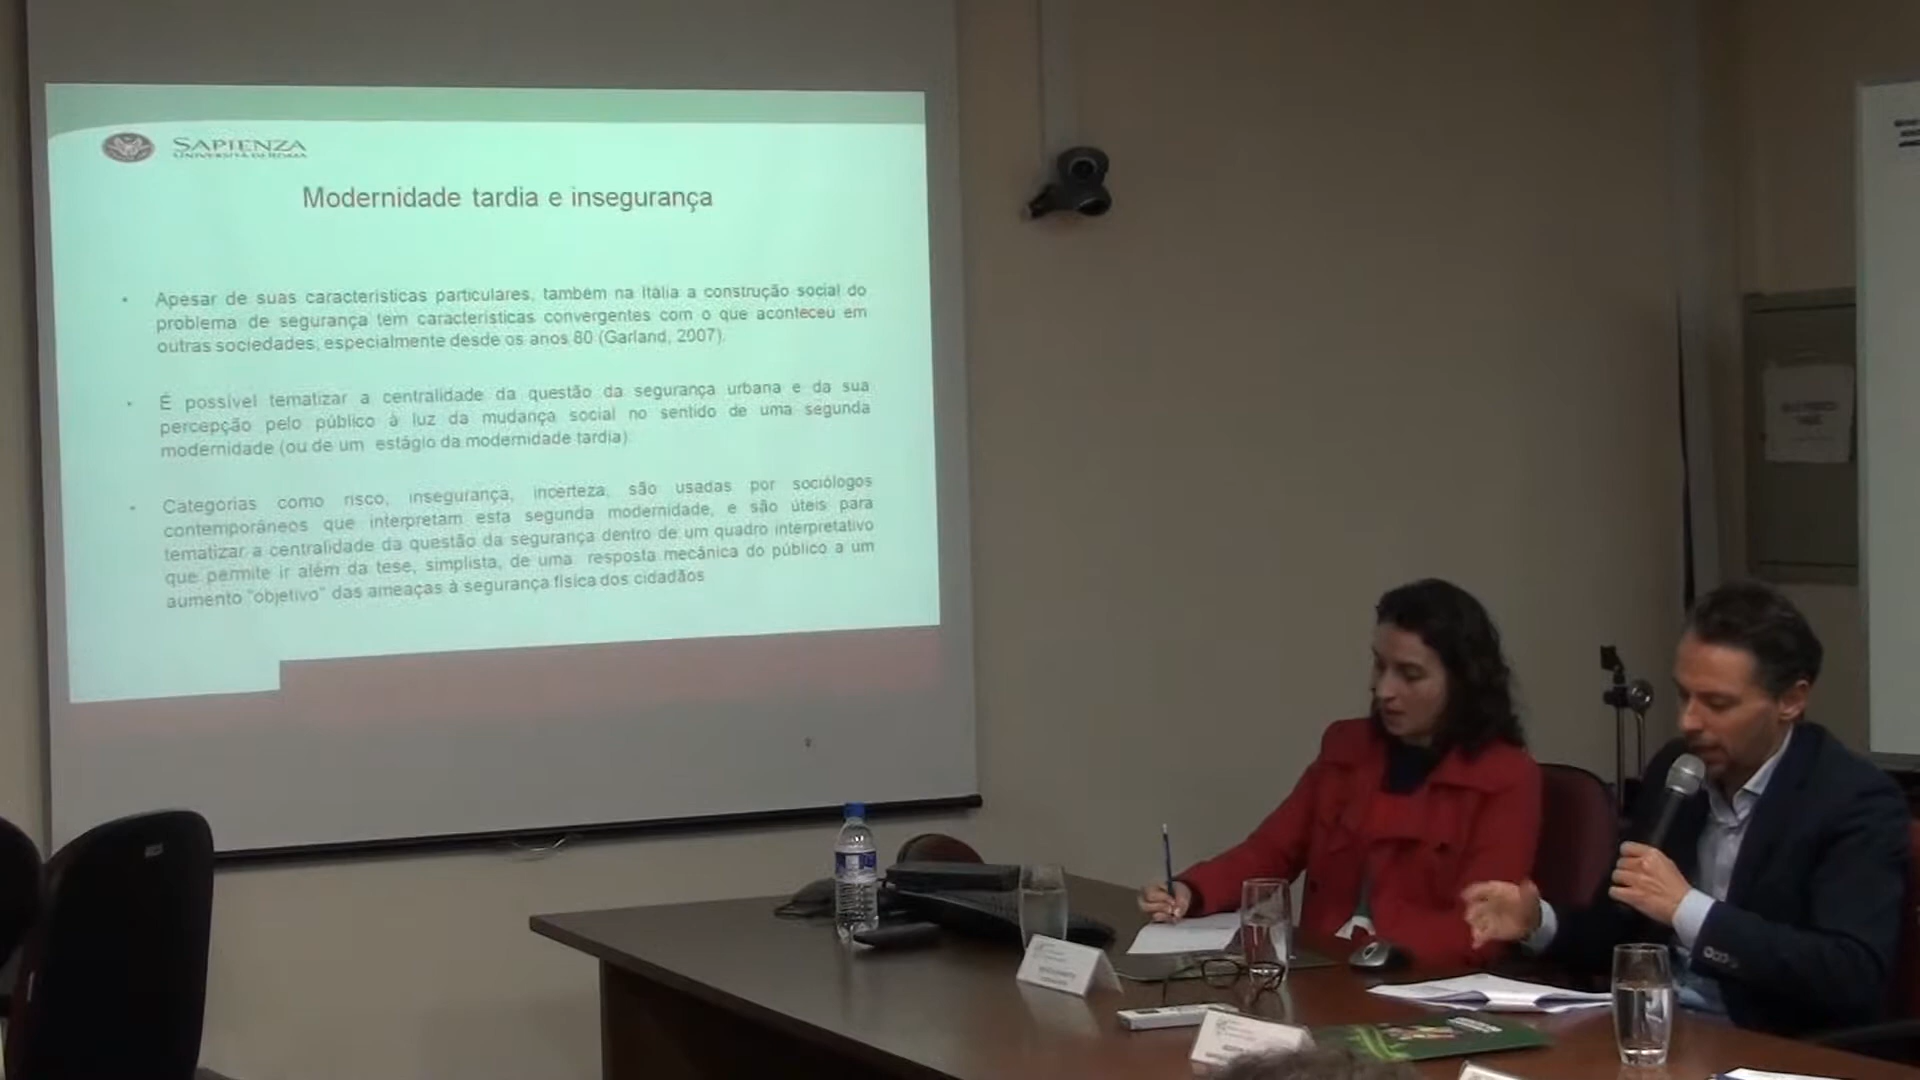 SAPIENZA
UNIVERSITÀ DI ROMA
Modernidade tardia e insegurança
• Apesar de suas características particulares, também na Itália a construção social do
problema de segurança tem características convergentes com o que aconteceu em
outras sociedades, especialmente desde os anos 80 (Garland, 2007).
• É possível tematizar a centralidade da questão da segurança urbana e da sua
percepção pelo público à luz da mudança social no sentido de uma segunda
modernidade (ou de um estágio da modernidade tardia).
• Categorias como risco, insegurança, incerteza, são usadas por sociólogos
contemporâneos que interpretam esta segunda modernidade, e são úteis para
tematizar a centralidade da questão da segurança dentro de um quadro interpretativo
que permite ir além da tese, simplista, de uma resposta mecânica do público a um
aumento "objetivo" das ameaças à segurança física dos cidadãos